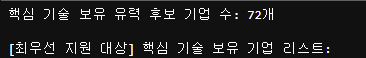 핵심 기술 보유 유력 후보 기업 수: 72개
[최우선 지원 대상] 핵심 기술 보유 기업 리스트: